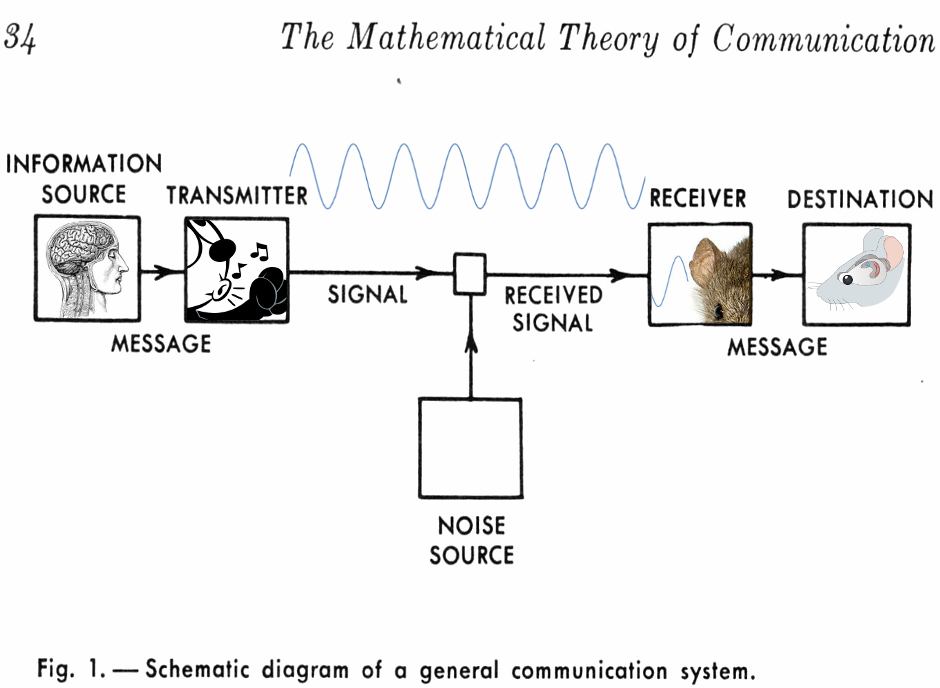 34
The Mathematical Theory of Communication
INFORMATION
SOURCE
TRANSMITTER
RECEIVER
DESTINATION
SIGNAL
RECEIVED
SIGNAL
MESSAGE
MESSAGE
NOISE
SOURCE
Fig. 1. — Schematic diagram of a general communication system.